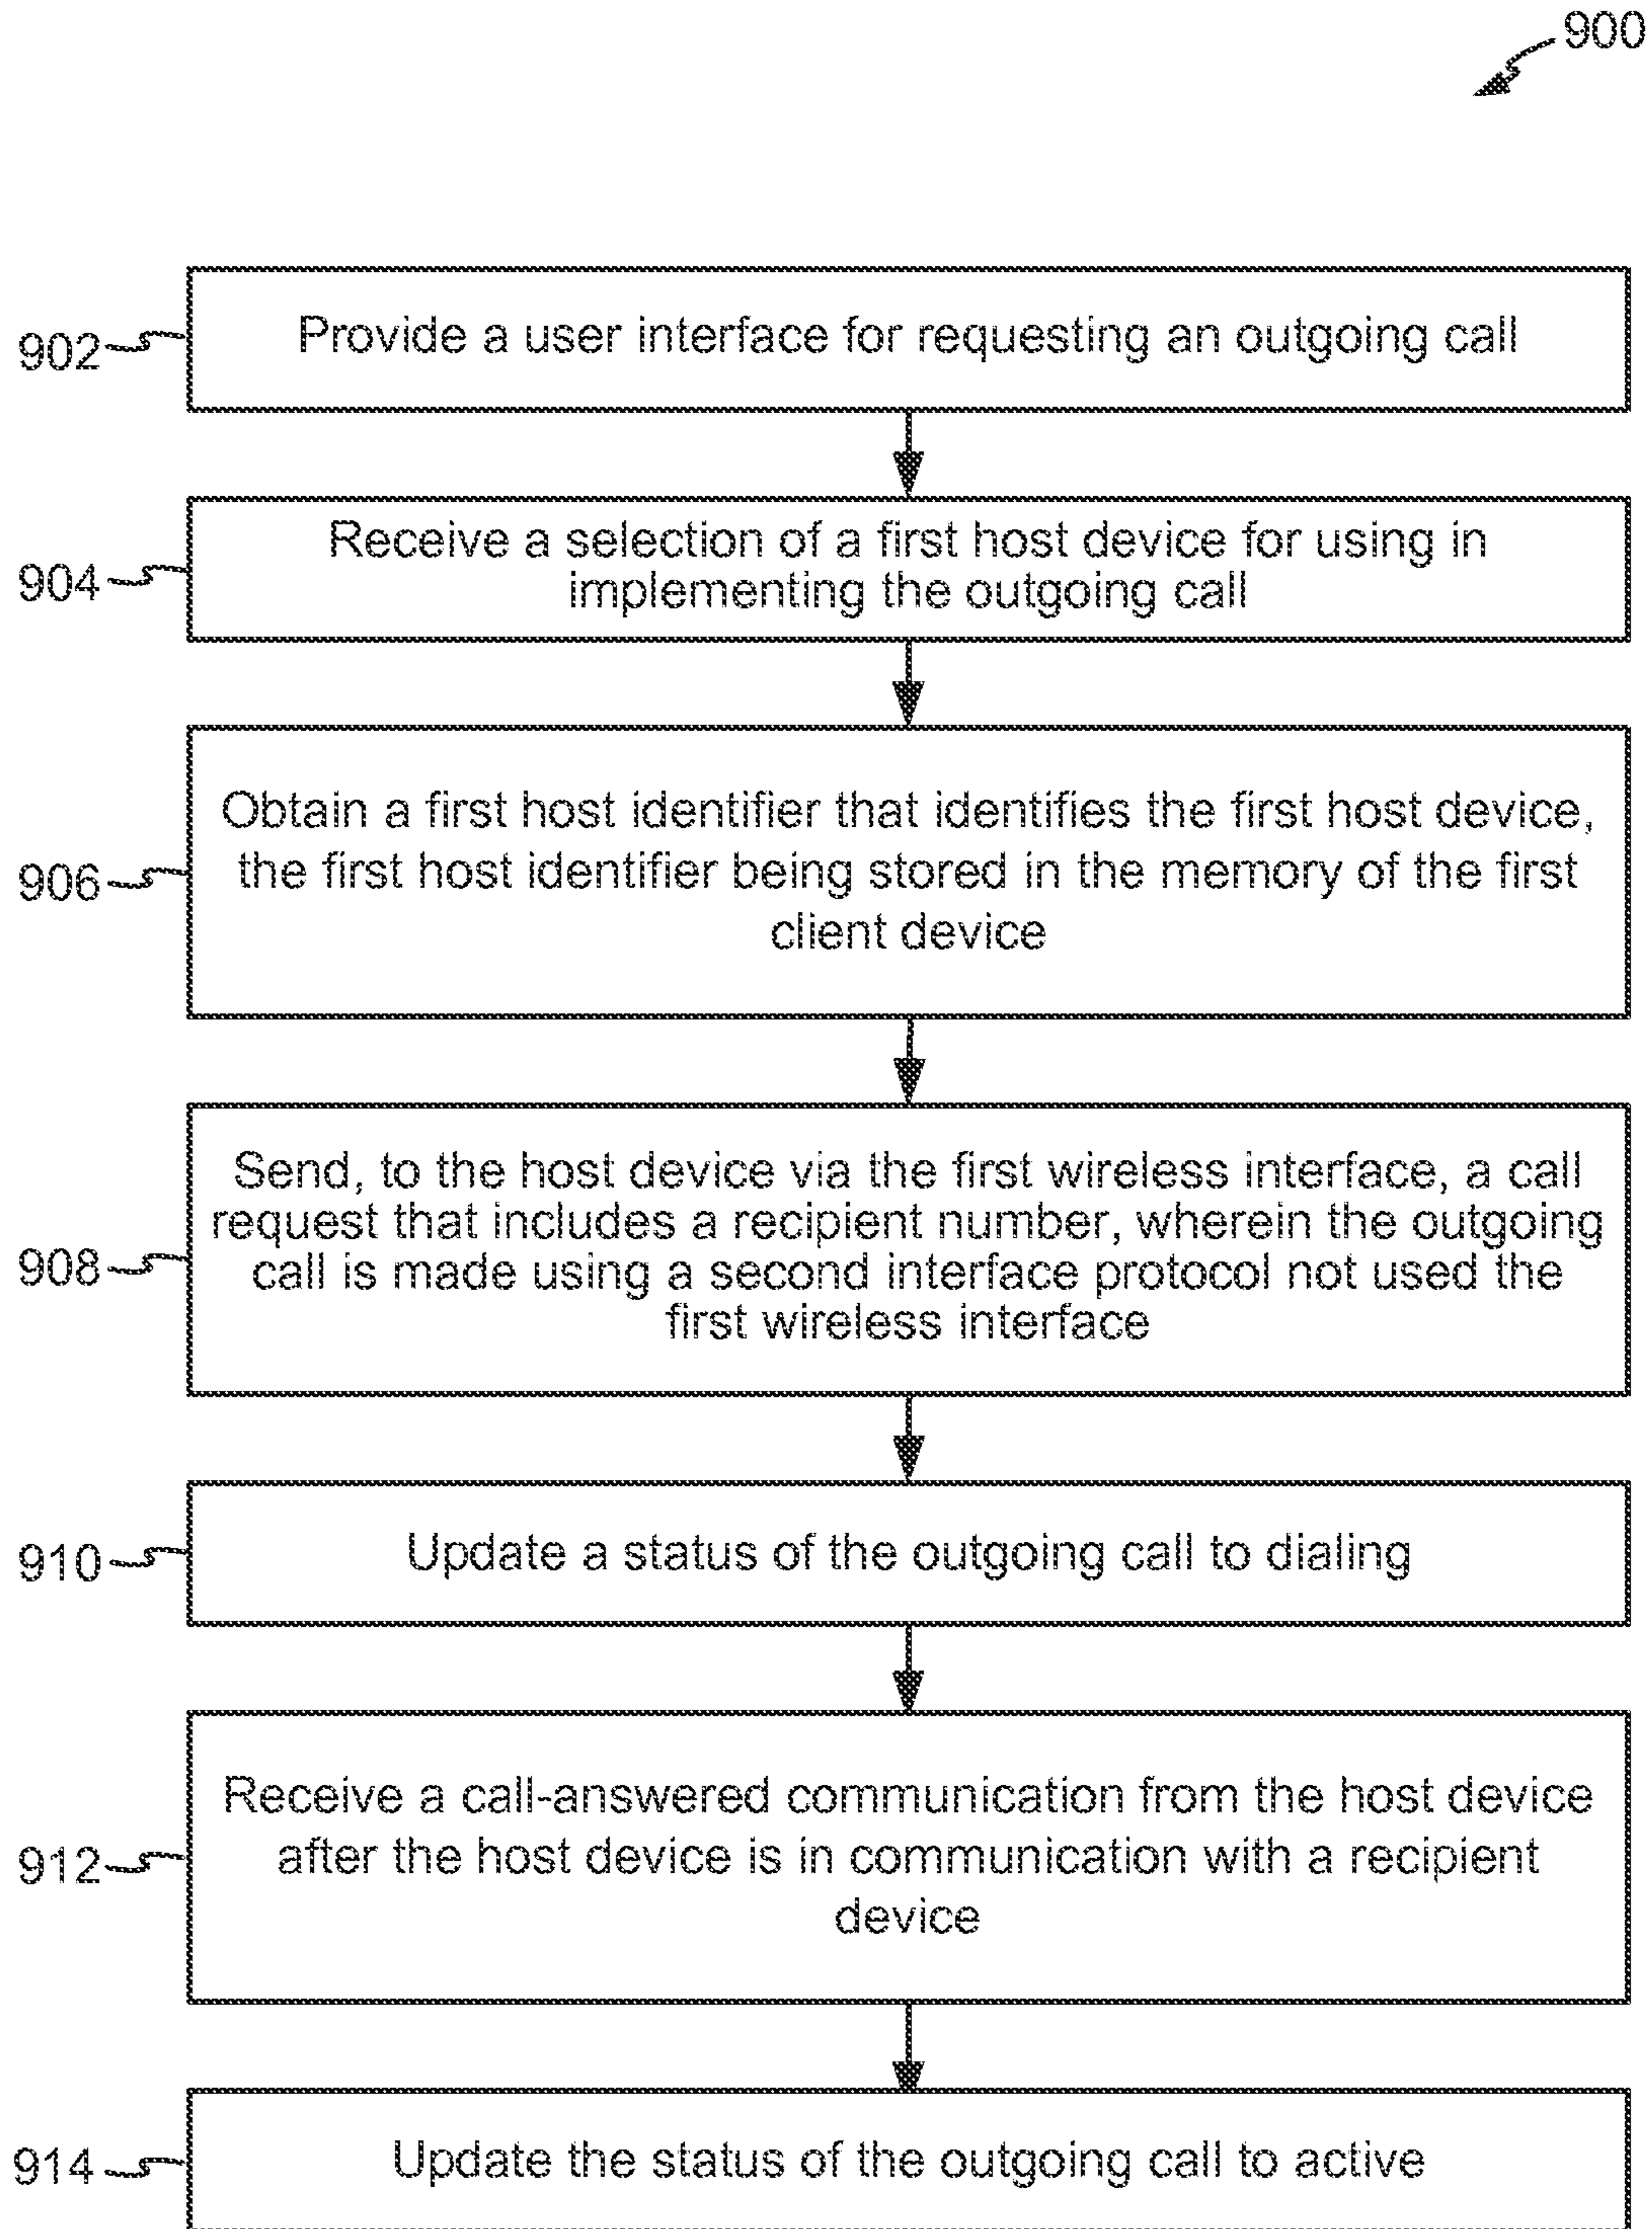 900
902
Provide a user interface for requesting an outgoing call
904
Receive a selection of a first host device for using in
implementing the outgoing call
906
Obtain a first host identifier that identifies the first host device,
the first host identifier being stored in the memory of the first
client device
908
Send, to the host device via the first wireless interface, a call
request that includes a recipient number, wherein the outgoing
call is made using a second interface protocol not used the
first wireless interface
910
Update a status of the outgoing call to dialing
912
Receive a call-answered communication from the host device
after the host device is in communication with a recipient
device
914
Update the status of the outgoing call to active